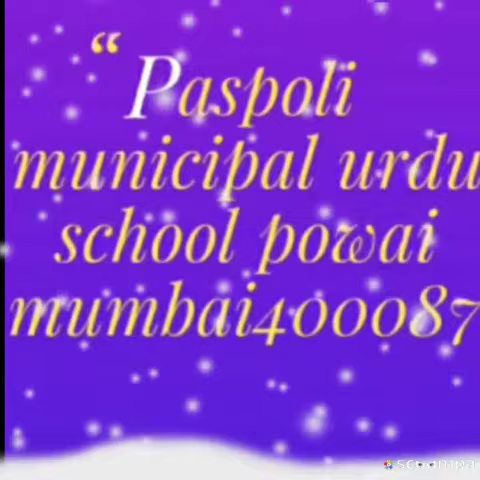 “
Paspoli
municipal urdu
school powai
mumbai400087